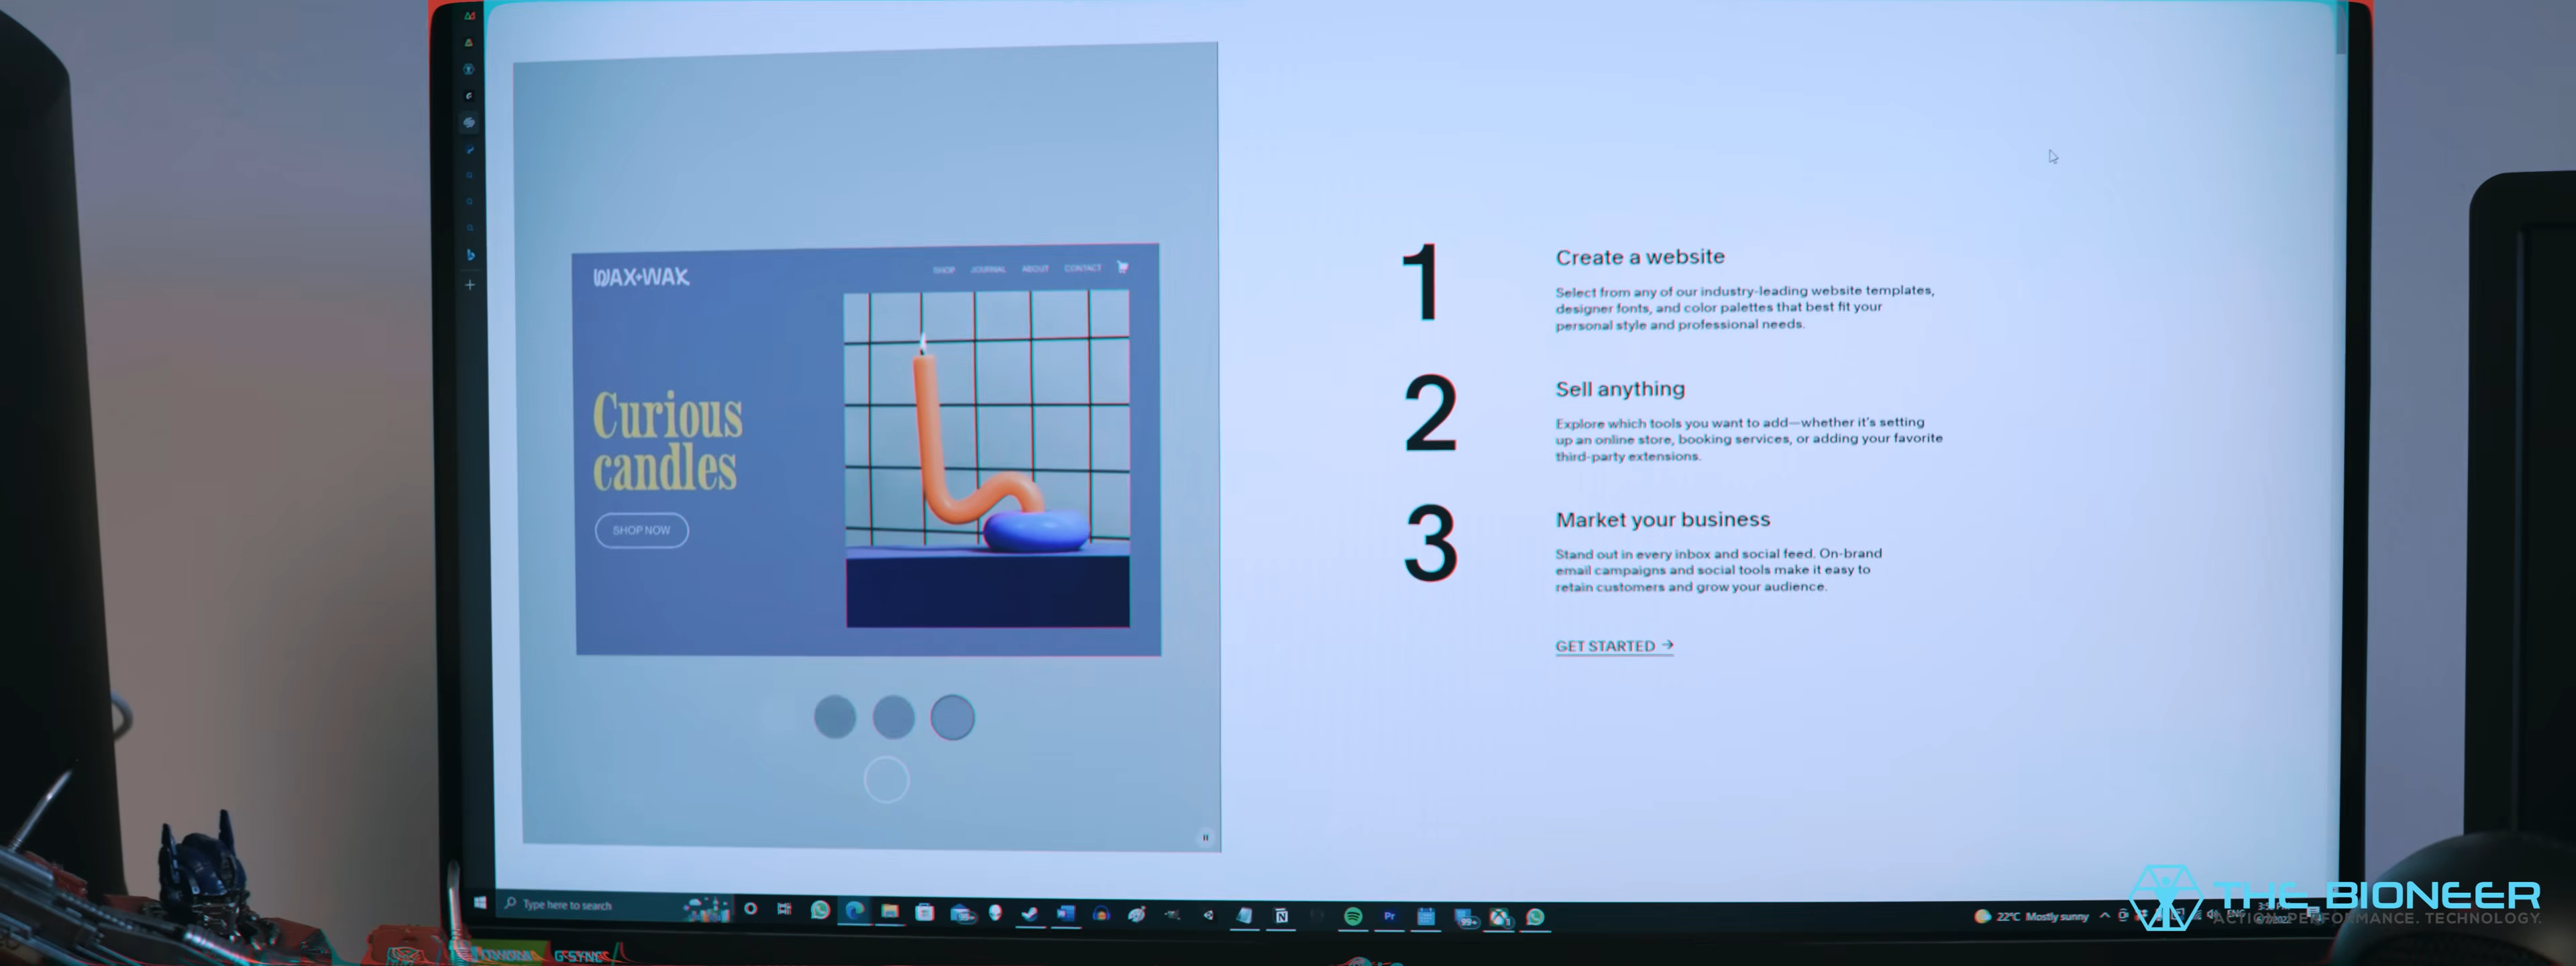 WAX+WAX
SHOP JOURNAL ABOUT CONTACT
Curious
candles
SHOP NOW
1
Create a website
Select from any of our industry-leading website templates,
designer fonts, and color palettes that best fit your
personal style and professional needs.
2
Sell anything
Explore which tools you want to add—whether it's setting
up an online store, booking services, or adding your favorite
third-party extensions.
3
Market your business
Stand out in every inbox and social feed. On-brand
email campaigns and social tools make it easy to
retain customers and grow your audience.
GET STARTED →
Type here to search
N
Pr
99+
22°C Mostly sunny
THE BIONEER
ACTION. PERFORMANCE. TECHNOLOGY.
G-SYNC